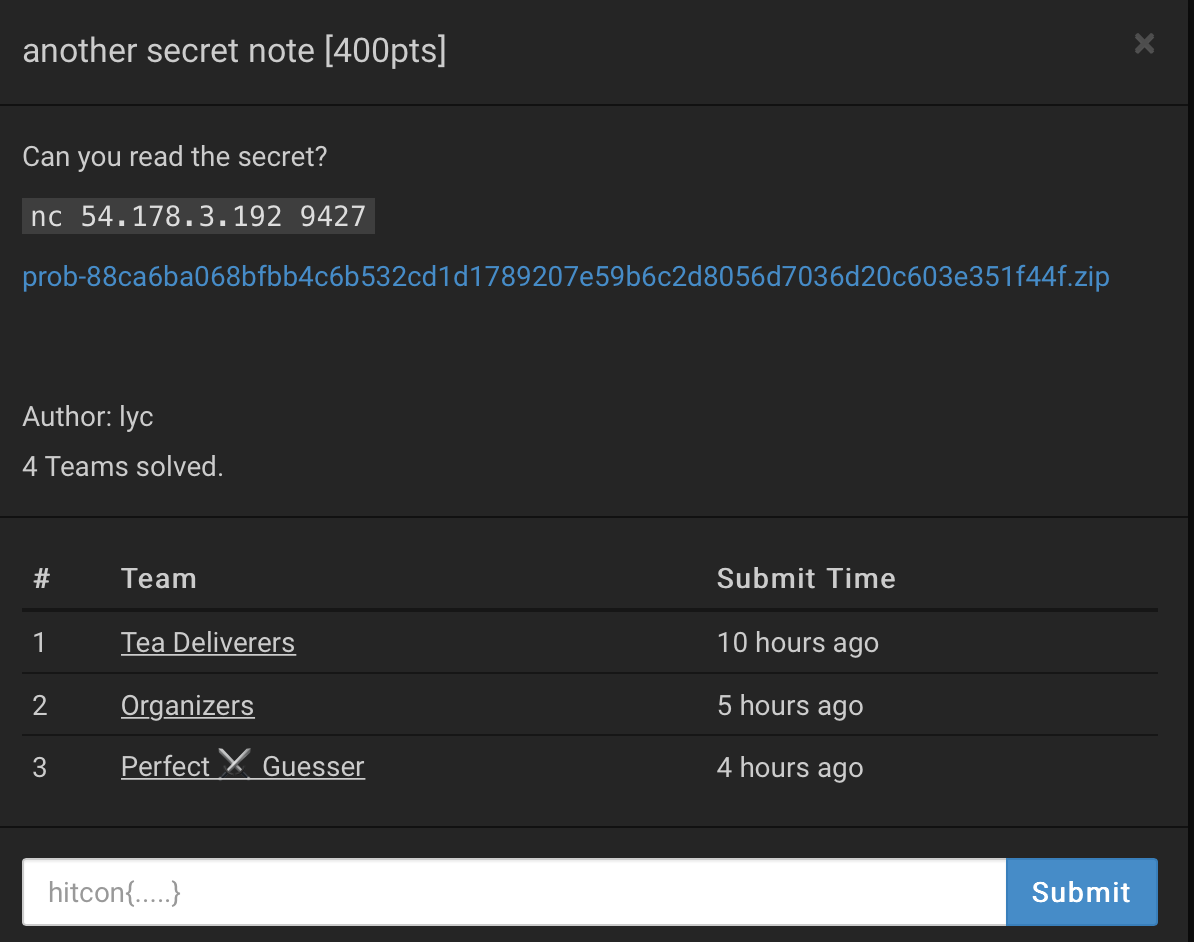 another secret note [400pts]
×
Can you read the secret?
nc 54.178.3.192 9427
prob-88ca6ba068bfbb4c6b532cd1d1789207e59b6c2d8056d7036d20c603e351f44f.zip
Author: lyc
4 Teams solved.
# Team Submit Time
1 Tea Deliverers 10 hours ago
2 Organizers 5 hours ago
3 Perfect ⚔ Guesser 4 hours ago
hitcon{.....} Submit